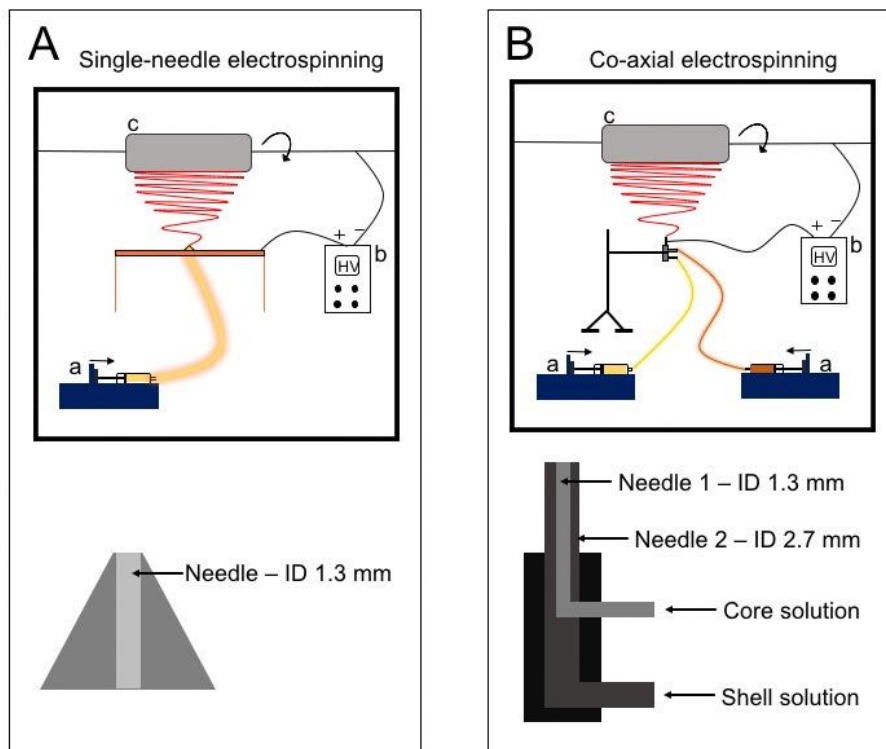 A
Single-needle electrospinning
c
+ −
b
HV
a
Needle – ID 1.3 mm
B
Co-axial electrospinning
c
+ −
b
HV
a
a
Needle 1 – ID 1.3 mm
Needle 2 – ID 2.7 mm
Core solution
Shell solution